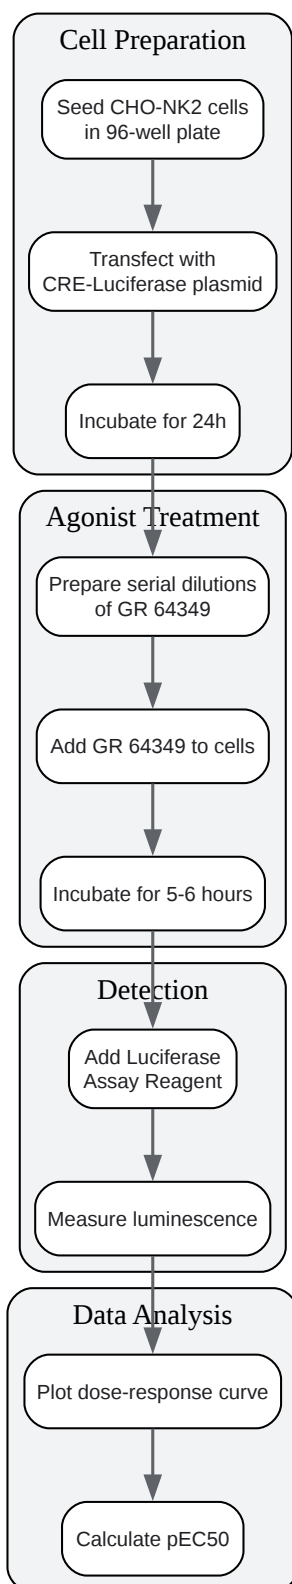 Cell Preparation
Seed CHO-NK2 cells
in 96-well plate
Transfect with
CRE-Luciferase plasmid
Incubate for 24h
Agonist Treatment
Prepare serial dilutions
of GR 64349
Add GR 64349 to cells
Incubate for 5-6 hours
Detection
Add Luciferase
Assay Reagent
Measure luminescence
Data Analysis
Plot dose-response curve
Calculate pEC50